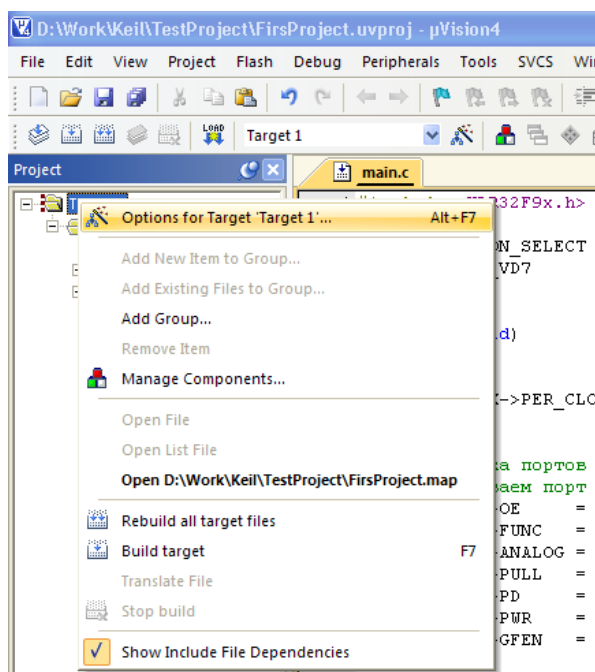 D:\Work\Keil\TestProject\FirsProject.uvproj - µVision4
File Edit View Project Flash Debug Peripherals Tools SVCS
LOAD Target 1
Project main.c
32F9x.h>
Options for Target 'Target 1'... Alt+F7
ON_SELECT
Add New Item to Group...
_VD7
Add Existing Files to Group...
Add Group...
d)
Remove Item
Manage Components...
->PER_CLO
Open File
Open List File
ка портов
Open D:\Work\Keil\TestProject\FirsProject.map
ваем порт
OE =
Rebuild all target files
FUNC =
Build target F7
ANALOG =
Translate File
PULL =
PD =
Stop build
PWR =
Show Include File Dependencies
GFEN =